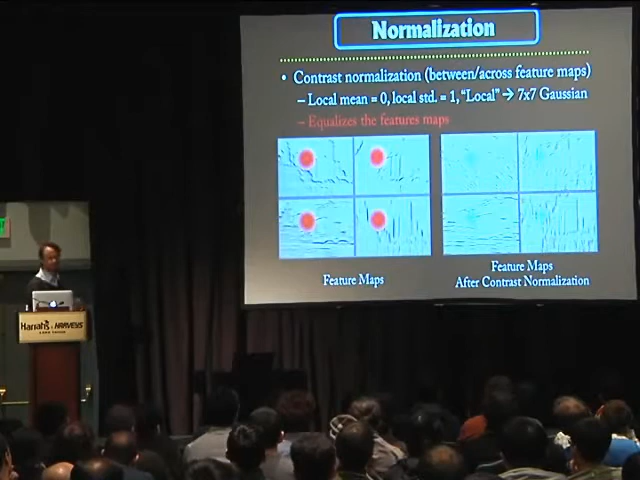 Normalization
• Contrast normalization (between/across feature maps)
– Local mean = 0, local std. = 1, “Local” → 7x7 Gaussian
– Equalizes the features maps
Feature Maps
Feature Maps
After Contrast Normalization
HARVEYS